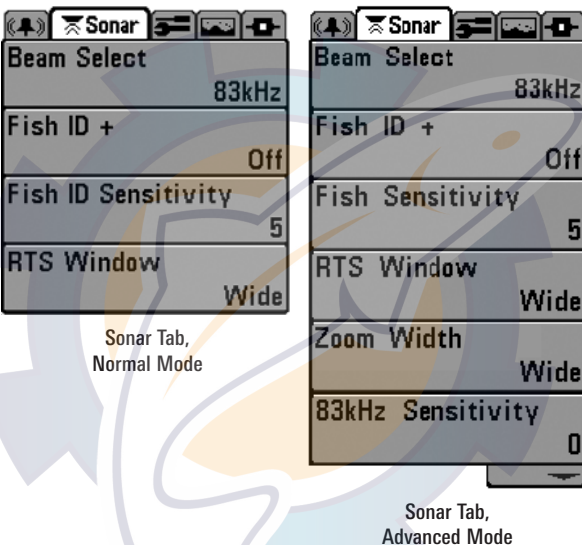 Sonar
Beam Select
83kHz
Fish ID +
Off
Fish ID Sensitivity
5
RTS Window
Wide
Sonar Tab,
Normal Mode
Sonar
Beam Select
83kHz
Fish ID +
Off
Fish Sensitivity
5
RTS Window
Wide
Zoom Width
Wide
83kHz Sensitivity
0
Sonar Tab,
Advanced Mode